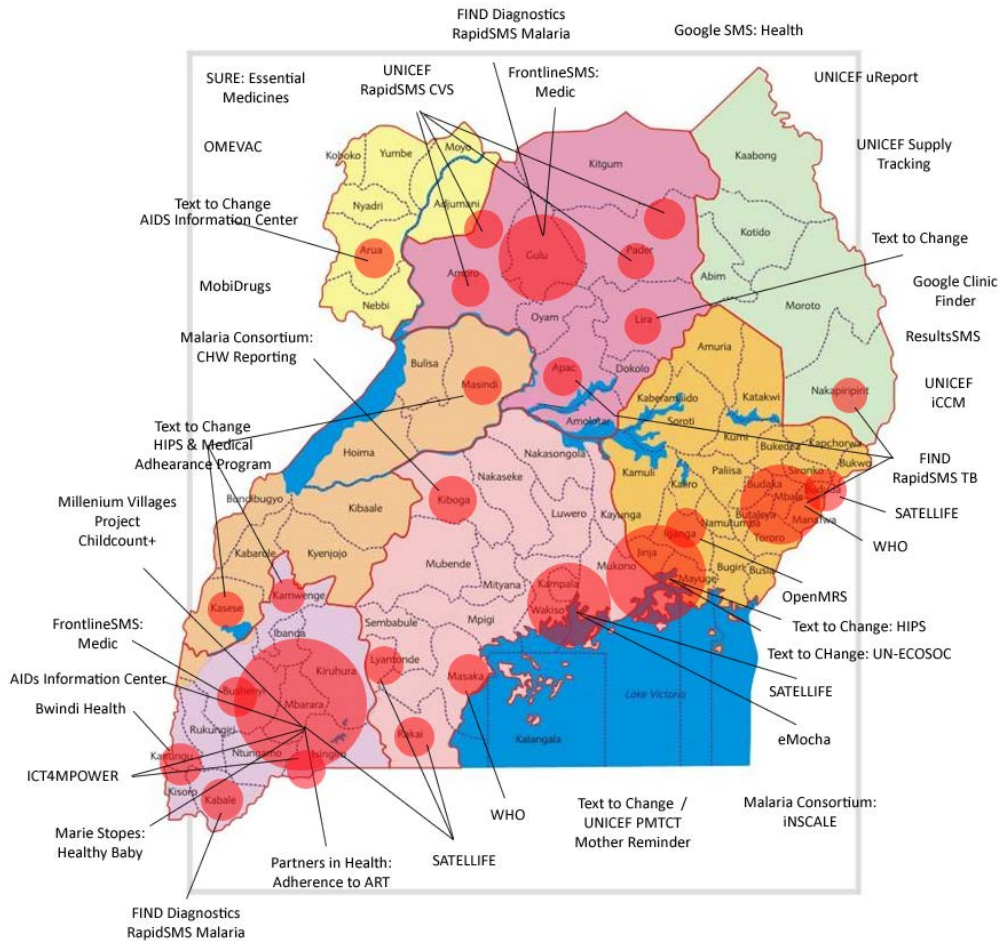 FIND Diagnostics
RapidSMS Malaria
Google SMS: Health
UNICEF
RapidSMS CVS
FrontlineSMS:
Medic
SURE: Essential
Medicines
UNICEF uReport
OMEVAC
UNICEF Supply
Tracking
Text to Change
AIDS Information Center
Text to Change
MobiDrugs
Google Clinic
Finder
Malaria Consortium:
CHW Reporting
ResultsSMS
UNICEF
iCCM
Text to Change
HIPS & Medical
Adhearance Program
FIND
RapidSMS TB
Millenium Villages
Project
Childcount+
SATELLIFE
WHO
OpenMRS
FrontlineSMS:
Medic
Text to Change: HIPS
Text to CHange: UN-ECOSOC
AIDs Information Center
SATELLIFE
Bwindi Health
eMocha
ICT4MPOWER
Marie Stopes:
Healthy Baby
Partners in Health:
Adherence to ART
SATELLIFE
WHO
Text to Change /
UNICEF PMTCT
Mother Reminder
Malaria Consortium:
iNSCALE
FIND Diagnostics
RapidSMS Malaria
Koboko
Yumbe
Moyo
Nyadri
Adjumani
Arua
Nebbi
Kitgum
Kaabong
Kotido
Abim
Moroto
Nakapiripirit
Gulu
Pader
Amoro
Oyam
Lira
Apac
Dokolo
Amolotar
Bulisa
Masindi
Hoima
Bundibugyo
Kibaale
Kabarole
Kyenjojo
Kasese
Kamwenge
Amuria
Kaberamaido
Katakwi
Soroti
Kumi
Bukedea
Kapchorwa
Bukwo
Sironko
Kamuli
Kaliro
Pallisa
Budaka
Mbale
Bududa
Manafwa
Butaleja
Tororo
Namutumba
Iganga
Jinja
Mayuge
Bugiri
Busia
Nakasongola
Nakaseke
Luwero
Kayunga
Kiboga
Mubende
Mityana
Mukono
Kampala
Wakiso
Mpigi
Sembabule
Lyantonde
Masaka
Rakai
Kalangala
Lake Victoria
Ibanda
Kiruhura
Bushenyi
Mbarara
Rukungiri
Ntungamo
Isingiro
Kanungu
Kisoro
Kabale